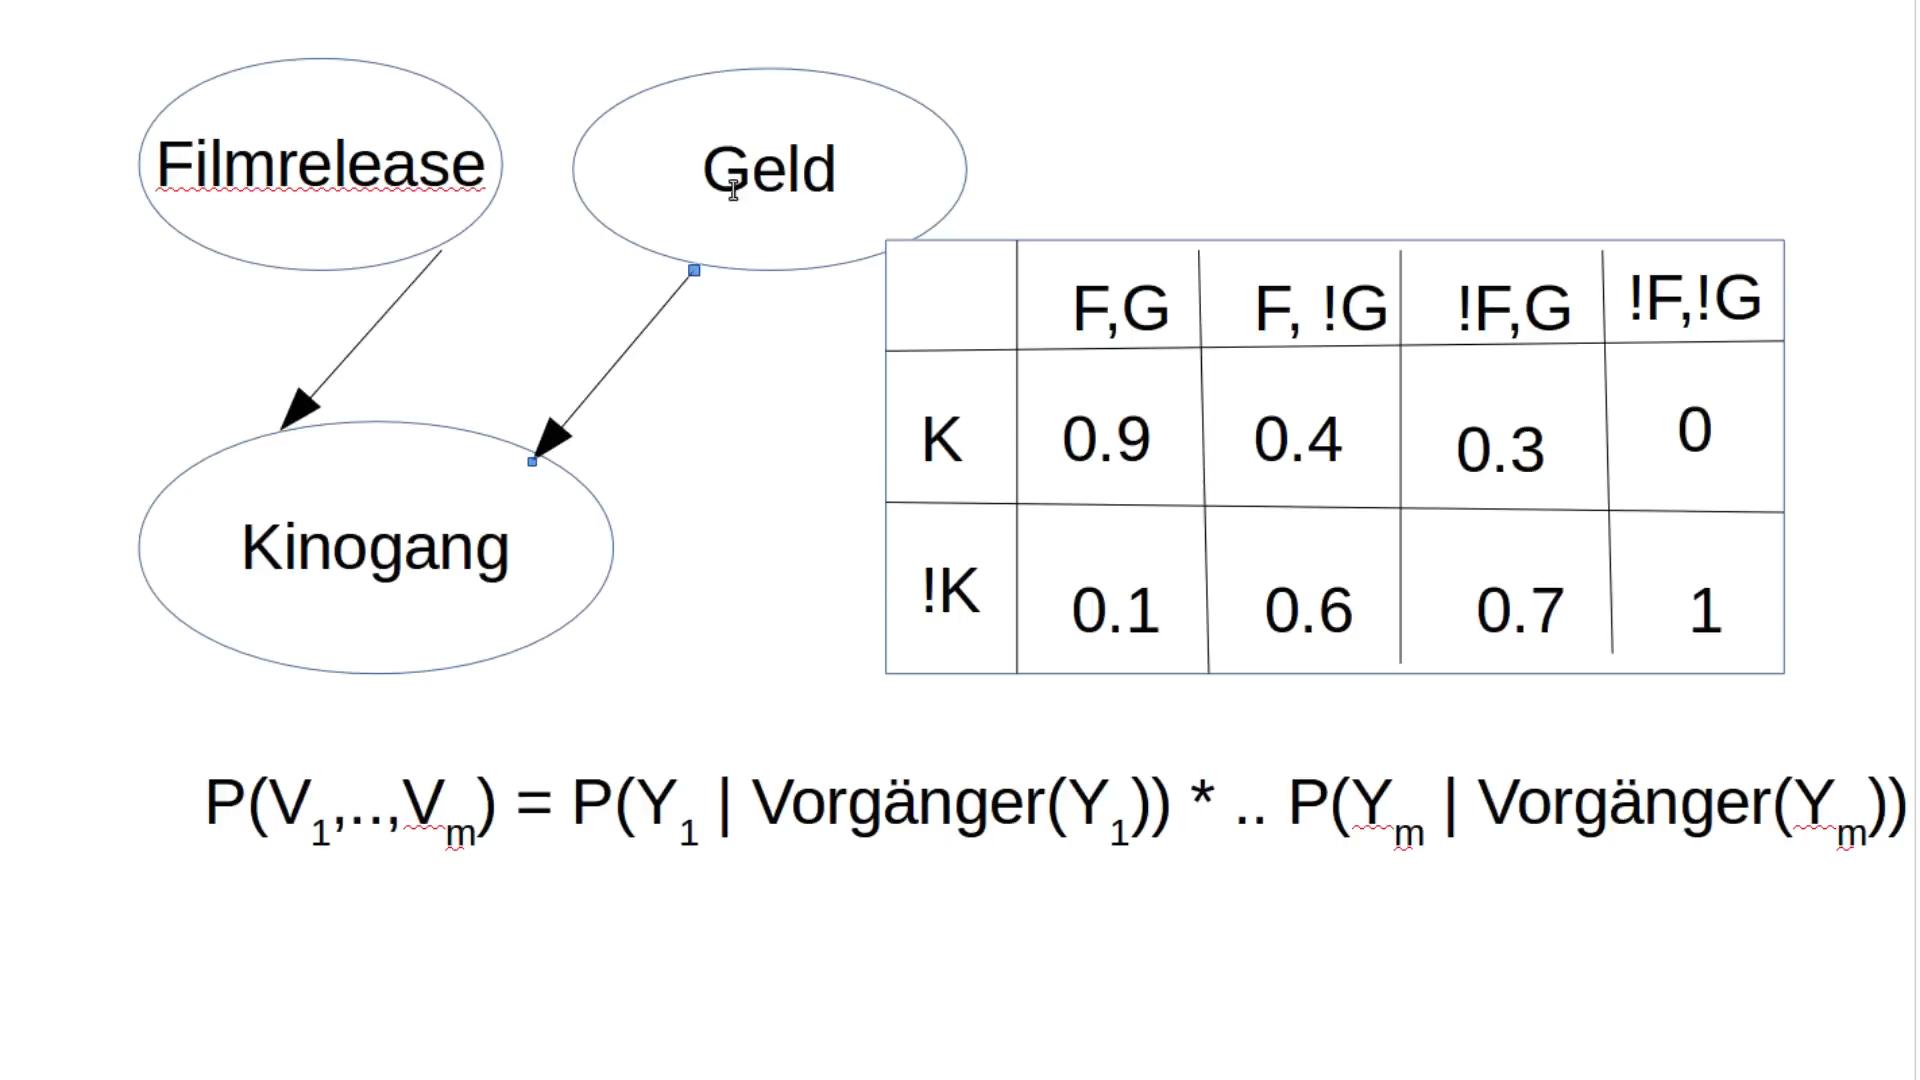 Filmrelease
Geld
F,G F, !G !F,G !F,!G
K 0.9 0.4 0.3 0
!K 0.1 0.6 0.7 1
Kinogang
P(V1,..,Vm) = P(Y1 | Vorgänger(Y1)) * .. P(Ym | Vorgänger(Ym))